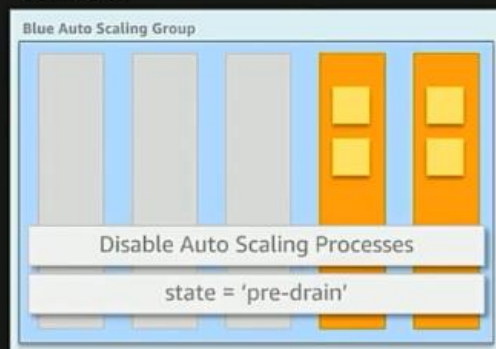 Blue Auto Scaling Group
Disable Auto Scaling Processes
state = 'pre-drain'